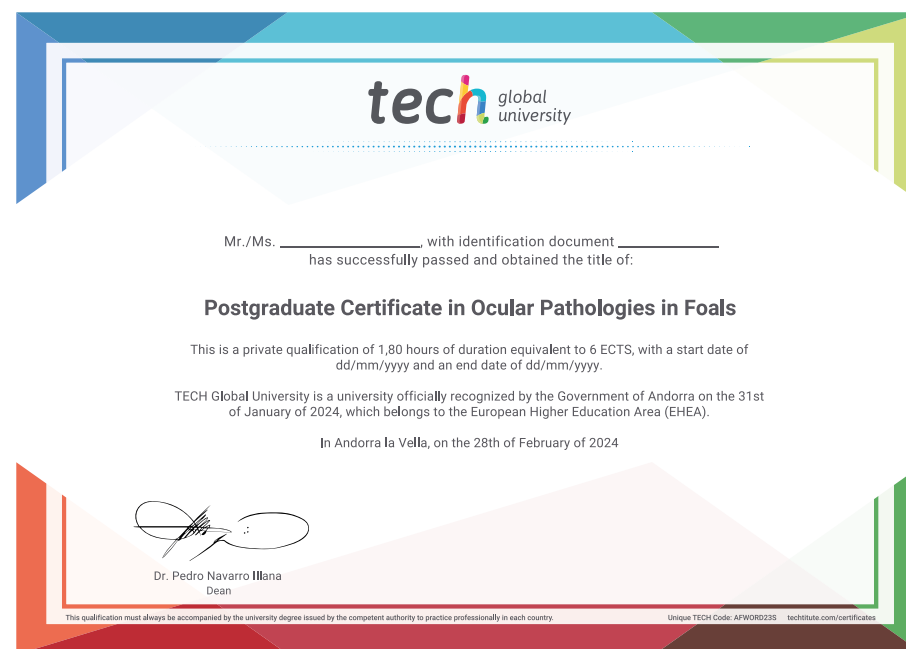 tech global
university
Mr./Ms. ____________, with identification document ____________
has successfully passed and obtained the title of:
Postgraduate Certificate in Ocular Pathologies in Foals
This is a private qualification of 1,80 hours of duration equivalent to 6 ECTS, with a start date of
dd/mm/yyyy and an end date of dd/mm/yyyy.
TECH Global University is a university officially recognized by the Government of Andorra on the 31st
of January of 2024, which belongs to the European Higher Education Area (EHEA).
In Andorra la Vella, on the 28th of February of 2024
Dr. Pedro Navarro Illana
Dean
This qualification must always be accompanied by the university degree issued by the competent authority to practice professionally in each country.
Unique TECH Code: AFWORD23S techtitute.com/certificates